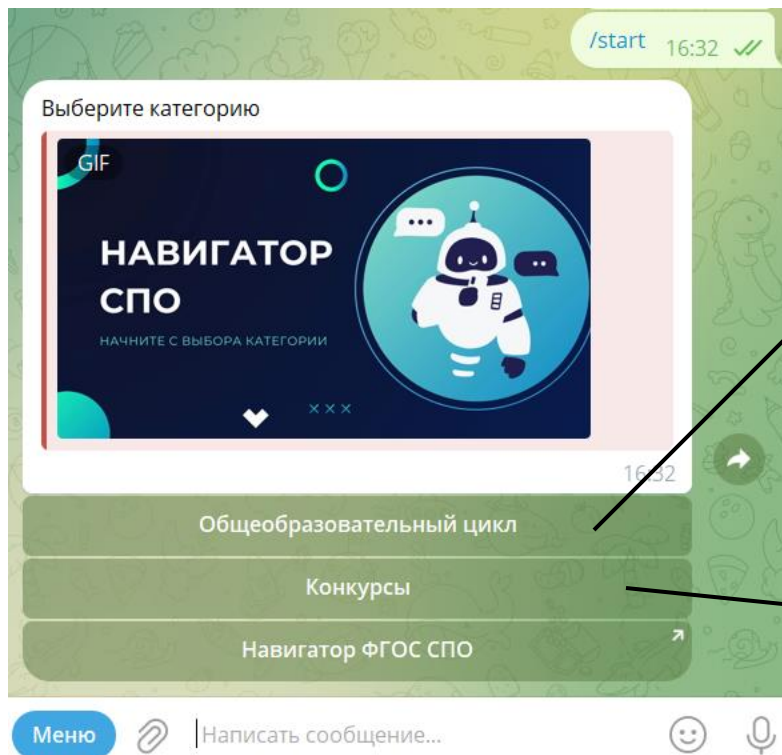 /start 16:32
Выберите категорию
GIF
НАВИГАТОР
СПО
НАЧНИТЕ С ВЫБОРА КАТЕГОРИИ
16:32
Общеобразовательный цикл
Конкурсы
Навигатор ФГОС СПО
Меню
Написать сообщение...